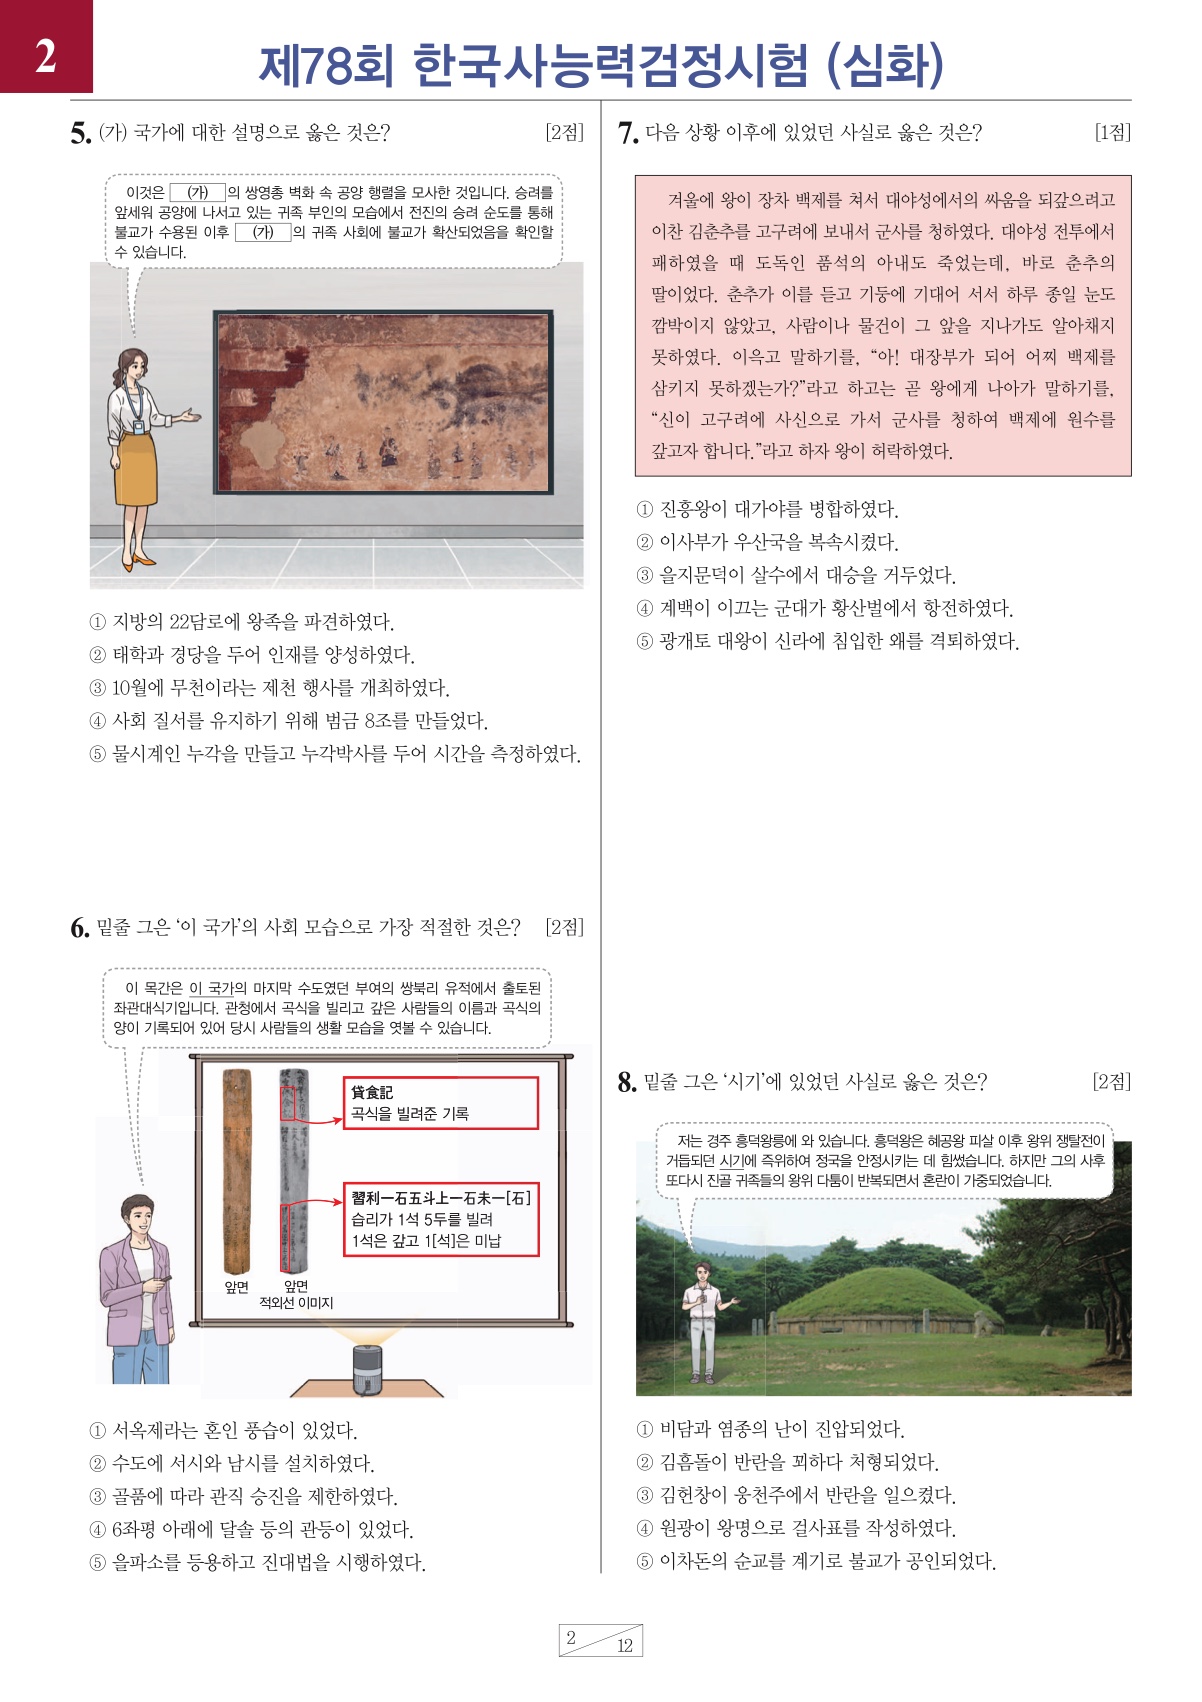 2
제78회 한국사능력검정시험 (심화)
5. (가) 국가에 대한 설명으로 옳은 것은? [2점]
이것은 (가) 의 쌍영총 벽화 속 공양 행렬을 모사한 것입니다. 승려를
앞세워 공양에 나서고 있는 귀족 부인의 모습에서 전진의 승려 순도를 통해
불교가 수용된 이후 (가) 의 귀족 사회에 불교가 확산되었음을 확인할
수 있습니다.
① 지방의 22담로에 왕족을 파견하였다.
② 태학과 경당을 두어 인재를 양성하였다.
③ 10월에 무천이라는 제천 행사를 개최하였다.
④ 사회 질서를 유지하기 위해 범금 8조를 만들었다.
⑤ 물시계인 누각을 만들고 누각박사를 두어 시간을 측정하였다.
6. 밑줄 그은 ‘이 국가’의 사회 모습으로 가장 적절한 것은? [2점]
이 목간은 이 국가의 마지막 수도였던 부여의 쌍북리 유적에서 출토된
좌관대식기입니다. 관청에서 곡식을 빌리고 갚은 사람들의 이름과 곡식의
양이 기록되어 있어 당시 사람들의 생활 모습을 엿볼 수 있습니다.
貸食記
곡식을 빌려준 기록
習利一石五斗上一石未一[石]
습리가 1석 5두를 빌려
1석은 갚고 1[석]은 미납
앞면
앞면
적외선 이미지
① 서옥제라는 혼인 풍습이 있었다.
② 수도에 서시와 남시를 설치하였다.
③ 골품에 따라 관직 승진을 제한하였다.
④ 6좌평 아래에 달솔 등의 관등이 있었다.
⑤ 을파소를 등용하고 진대법을 시행하였다.
7. 다음 상황 이후에 있었던 사실로 옳은 것은? [1점]
겨울에 왕이 장차 백제를 쳐서 대야성에서의 싸움을 되갚으려고
이찬 김춘추를 고구려에 보내서 군사를 청하였다. 대야성 전투에서
패하였을 때 도독인 품석의 아내도 죽었는데, 바로 춘추의
딸이었다. 춘추가 이를 듣고 기둥에 기대어 서서 하루 종일 눈도
깜박이지 않았고, 사람이나 물건이 그 앞을 지나가도 알아채지
못하였다. 이윽고 말하기를, “아! 대장부가 되어 어찌 백제를
삼키지 못하겠는가?”라고 하고는 곧 왕에게 나아가 말하기를,
“신이 고구려에 사신으로 가서 군사를 청하여 백제에 원수를
갚고자 합니다.”라고 하자 왕이 허락하였다.
① 진흥왕이 대가야를 병합하였다.
② 이사부가 우산국을 복속시켰다.
③ 을지문덕이 살수에서 대승을 거두었다.
④ 계백이 이끄는 군대가 황산벌에서 항전하였다.
⑤ 광개토 대왕이 신라에 침입한 왜를 격퇴하였다.
8. 밑줄 그은 ‘시기’에 있었던 사실로 옳은 것은? [2점]
저는 경주 흥덕왕릉에 와 있습니다. 흥덕왕은 혜공왕 피살 이후 왕위 쟁탈전이
거듭되던 시기에 즉위하여 정국을 안정시키는 데 힘썼습니다. 하지만 그의 사후
또다시 진골 귀족들의 왕위 다툼이 반복되면서 혼란이 가중되었습니다.
① 비담과 염종의 난이 진압되었다.
② 김흠돌이 반란을 꾀하다 처형되었다.
③ 김헌창이 웅천주에서 반란을 일으켰다.
④ 원광이 왕명으로 걸사표를 작성하였다.
⑤ 이차돈의 순교를 계기로 불교가 공인되었다.
2
12